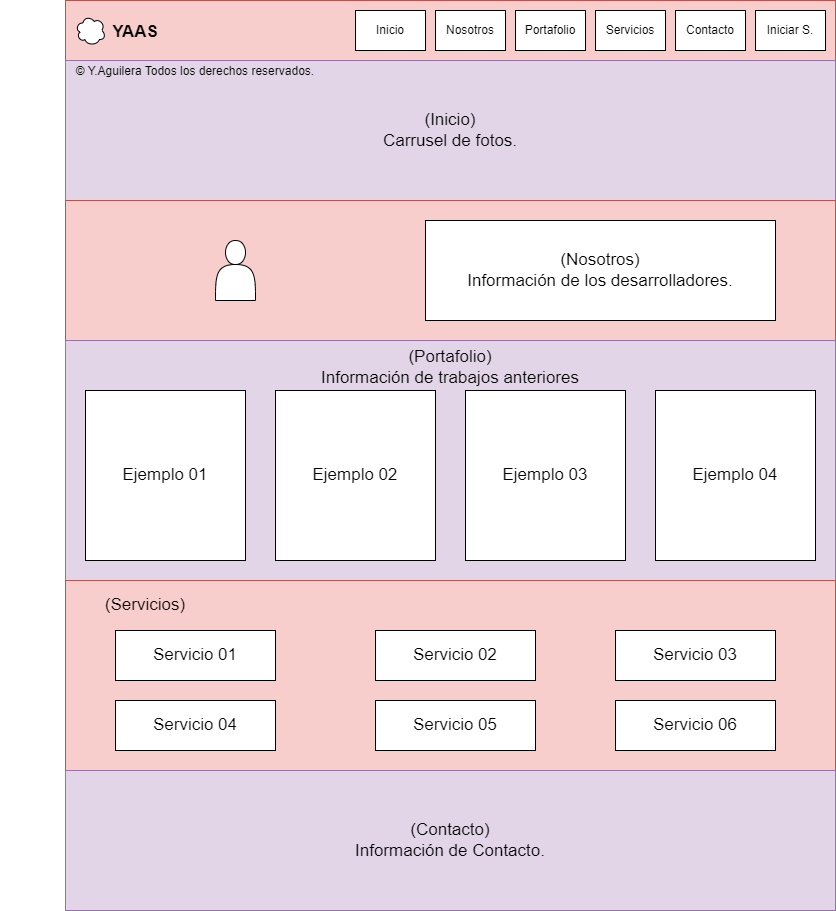 YAAS
Inicio
Nosotros
Portafolio
Servicios
Contacto
Iniciar S.
© Y.Aguilera Todos los derechos reservados.
(Inicio)
Carrusel de fotos.
(Nosotros)
Información de los desarrolladores.
(Portafolio)
Información de trabajos anteriores
Ejemplo 01
Ejemplo 02
Ejemplo 03
Ejemplo 04
(Servicios)
Servicio 01
Servicio 02
Servicio 03
Servicio 04
Servicio 05
Servicio 06
(Contacto)
Información de Contacto.